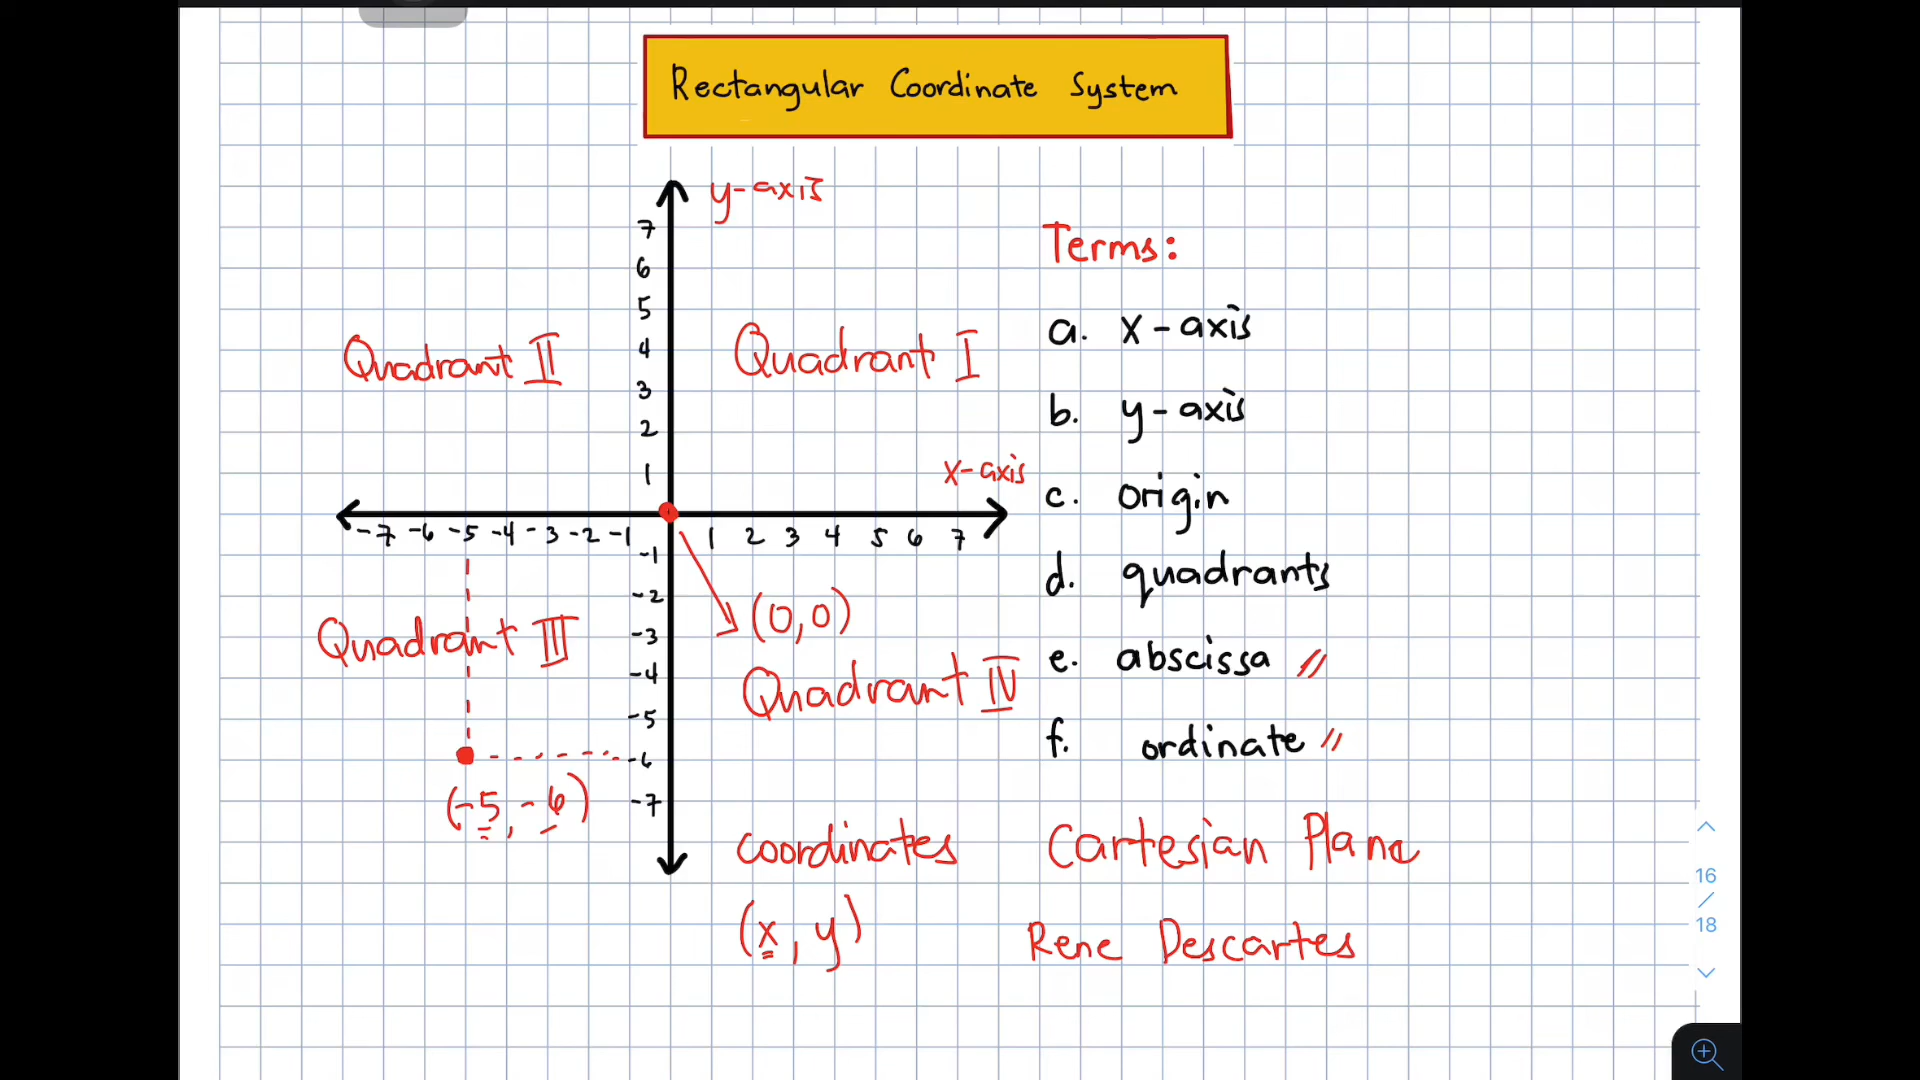 Rectangular Coordinate System
y-axis
7
6
5
4
3
2
1
Quadrant II
Quadrant I
x-axis
-7 -6 -5 -4 -3 -2 -1 1 2 3 4 5 6 7
-1
-2
-3
-4
-5
-6
-7
(0,0)
Quadrant III
Quadrant IV
(-5, -6)
coordinates
(x, y)
Terms:
a. x-axis
b. y-axis
c. origin
d. quadrants
e. abscissa
f. ordinate
Cartesian Plane
Rene Descartes
16
/
18